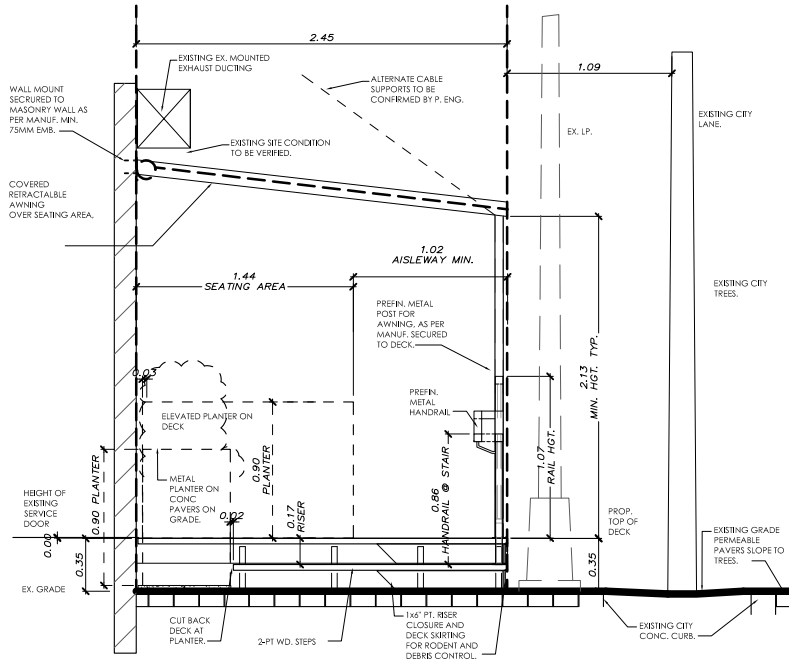 2.45
EXISTING EX. MOUNTED
EXHAUST DUCTING
1.09
WALL MOUNT
SECRURED TO
MASONRY WALL AS
PER MANUF. MIN.
75MM EMB.
ALTERNATE CABLE
SUPPORTS TO BE
CONFIRMED BY P. ENG.
EXISTING CITY
LANE.
EX. LP.
EXISTING SITE CONDITION
TO BE VERIFIED.
COVERED
RETRACTALBLE
AWNING
OVER SEATING AREA,
1.02
AISLEWAY MIN.
1.44
SEATING AREA
EXISTING CITY
TREES.
PREFIN. METAL
POST FOR
AWNING, AS PER
MANUF. SECURED
TO DECK.
2.13
MIN. HGT. TYP.
0.03
PREFIN.
METAL
HANDRAIL
ELEVATED PLANTER ON
DECK
0.90
PLANTER
1.07
RAIL HGT.
0.90 PLANTER
METAL
PLANTER ON
CONC
PAVERS ON
GRADE.
0.86
HANDRAIL @ STAIR
0.17
RISER
0.02
HEIGHT OF
EXISTING
SERVICE
DOOR
0.00
PROP.
TOP OF
DECK
0.35
0.35
EXISTING GRADE
PERMEABLE
PAVERS SLOPE TO
TREES.
EX. GRADE
CUT BACK
DECK AT
PLANTER.
2-PT WD. STEPS
1x6" PT. RISER
CLOSURE AND
DECK SKIRTING
FOR RODENT AND
DEBRIS CONTROL.
EXISTING CITY
CONC. CURB.